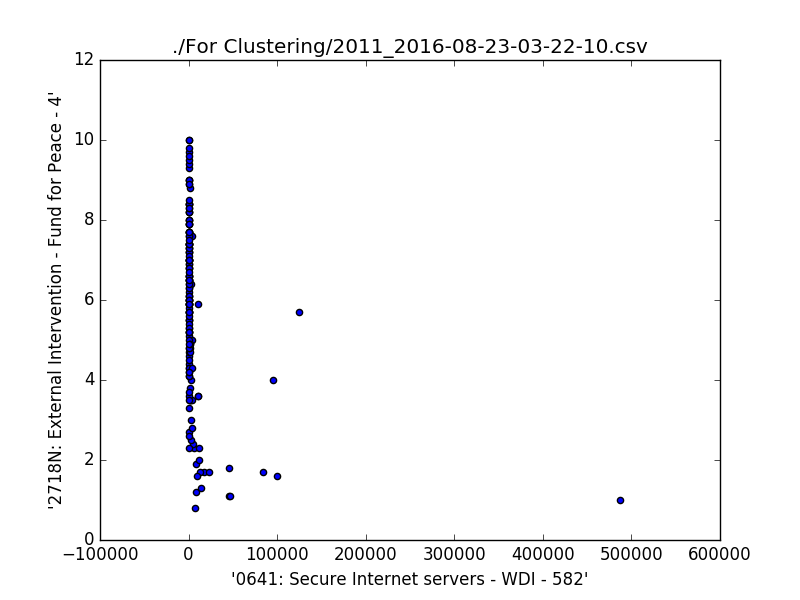 ./For Clustering/2011_2016-08-23-03-22-10.csv
12
10
8
6
4
2
0
'2718N: External Intervention - Fund for Peace - 4'
−100000 0 100000 200000 300000 400000 500000 600000
'0641: Secure Internet servers - WDI - 582'